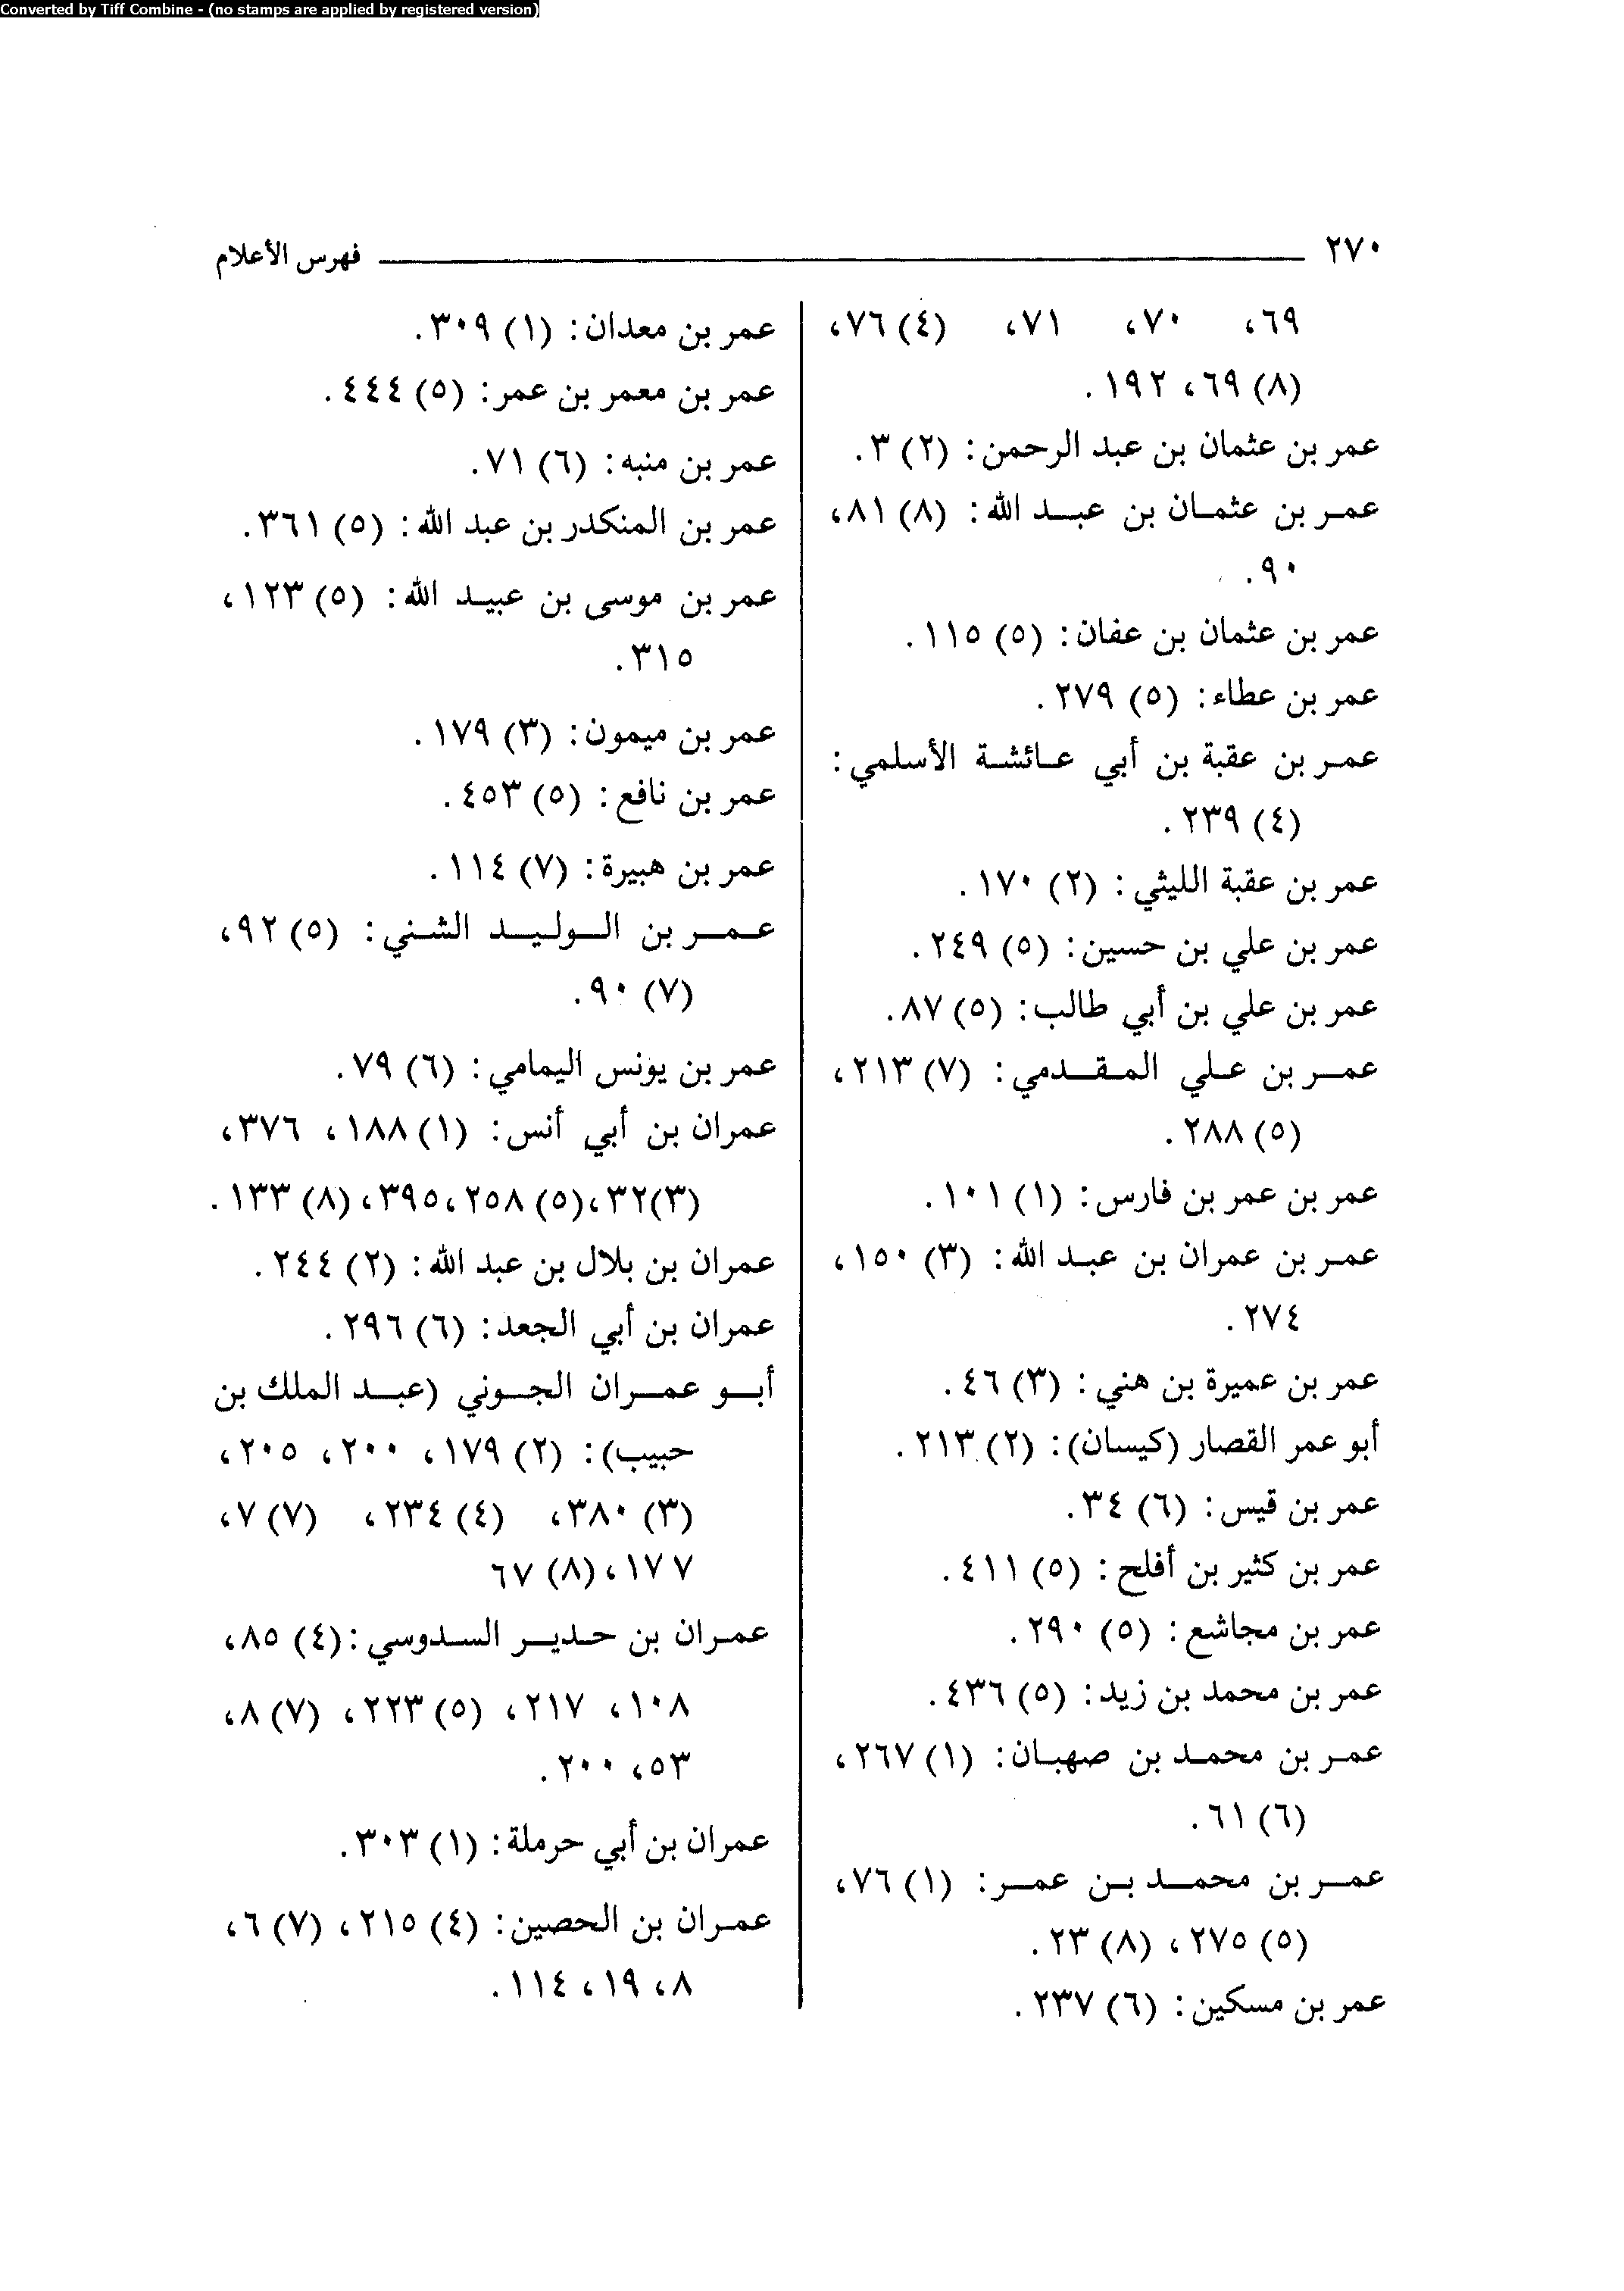 Converted by Tiff Combine - (no stamps are applied by registered version)
٢٧٠ فهرس الأعلام
٦٩، ٧٠، ٧١، (٤) ٧٦،
(٨) ٦٩، ١٩٢.
عمر بن عثمان بن عبد الرحمن: (٢) ٣.
عمر بن عثمان بن عبد الله: (٨) ٨١،
٩٠.
عمر بن عثمان بن عفان: (٥) ١١٥.
عمر بن عطاء: (٥) ٢٧٩.
عمر بن عقبة بن أبي عائشة الأسلمي:
(٤) ٢٣٩.
عمر بن عقبة الليثي: (٢) ١٧٠.
عمر بن علي بن حسين: (٥) ٢٤٩.
عمر بن علي بن أبي طالب: (٥) ٨٧.
عمر بن علي المقدمي: (٧) ٢١٣،
(٥) ٢٨٨.
عمر بن عمر بن فارس: (١) ١٠١.
عمر بن عمران بن عبد الله: (٣) ١٥٠،
٢٧٤.
عمر بن عميرة بن هني: (٣) ٤٦.
أبو عمر القصار (كيسان): (٢) ٢١٣.
عمر بن قيس: (٦) ٣٤.
عمر بن كثير بن أفلح: (٥) ٤١١.
عمر بن مجاشع: (٥) ٢٩٠.
عمر بن محمد بن زيد: (٥) ٤٣٦.
عمر بن محمد بن صهبان: (١) ٢٦٧،
(٦) ٦١.
عمر بن محمد بن عمر: (١) ٧٦،
(٥) ٢٧٥، (٨) ٢٣.
عمر بن مسكين: (٦) ٢٣٧.
عمر بن معدان: (١) ٣٠٩.
عمر بن معمر بن عمر: (٥) ٤٤٤.
عمر بن منبه: (٦) ٧١.
عمر بن المنكدر بن عبد الله: (٥) ٣٦١.
عمر بن موسى بن عبيد الله: (٥) ١٢٣،
٣١٥.
عمر بن ميمون: (٣) ١٧٩.
عمر بن نافع: (٥) ٤٥٣.
عمر بن هبيرة: (٧) ١١٤.
عمر بن الوليد الشني: (٥) ٩٢،
(٧) ٩٠.
عمر بن يونس اليمامي: (٦) ٧٩.
عمران بن أبي أنس: (١) ١٨٨، ٣٧٦،
(٣) ٣٢، (٥) ٢٥٨، ٣٩٥، (٨) ١٣٣.
عمران بن بلال بن عبد الله: (٢) ٢٤٤.
عمران بن أبي الجعد: (٦) ٢٩٦.
أبو عمران الجوني (عبد الملك بن
حبيب): (٢) ١٧٩، ٢٠٠، ٢٠٥،
(٣) ٣٨٠، (٤) ٢٣٤، (٧) ٧،
١٧٧، (٨) ٦٧
عمران بن حدير السدوسي: (٤) ٨٥،
١٠٨، ٢١٧، (٥) ٢٢٣، (٧) ٨،
٥٣، ٢٠٠.
عمران بن أبي حرملة: (١) ٣٠٣.
عمران بن الحصين: (٤) ٢١٥، (٧) ٦،
٨، ١٩، ١١٤.